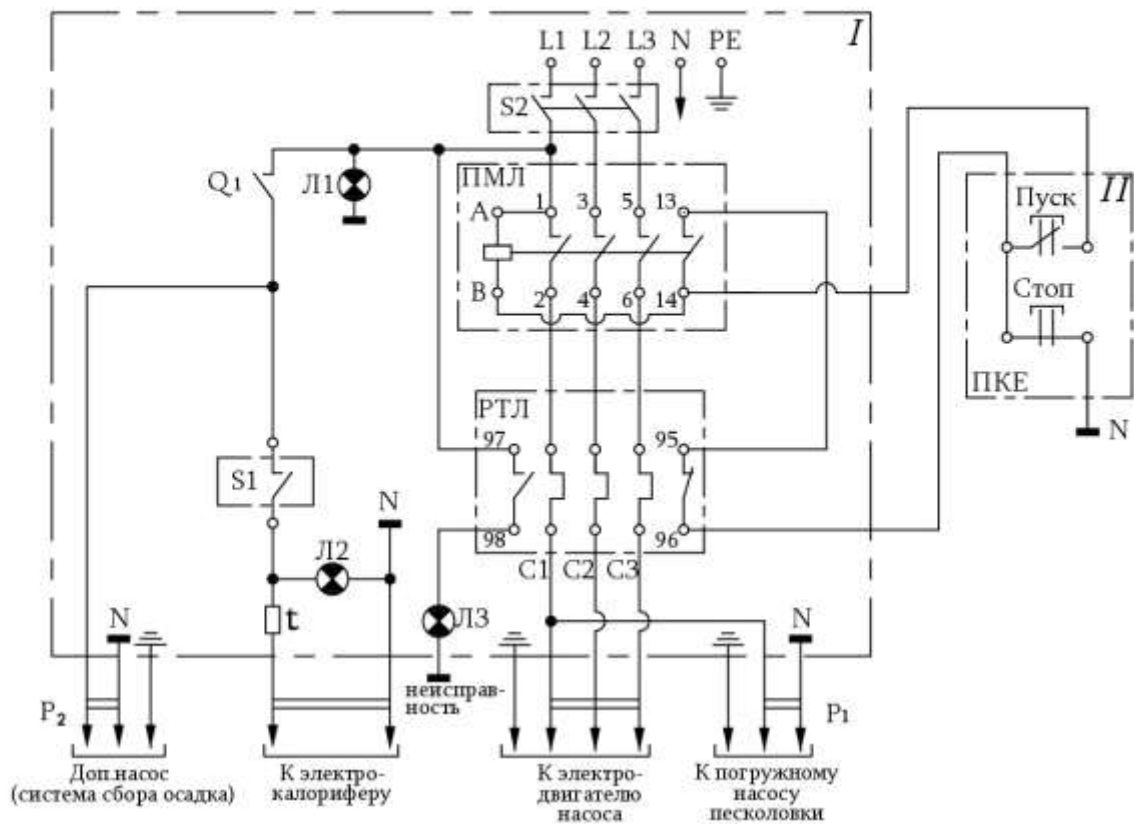 I
L1 L2 L3 N PE
S2
Q1
Л1
ПМЛ
A
1 3 5 13
B
2 4 6 14
П
Пуск
Стоп
ПКЕ
N
РТЛ
97
95
98
96
S1
N
Л2
C1 C2 C3
t
Л3
N
N
неисправ-
ность
P2
P1
Доп.насос
(система сбора осадка)
К электро-
калориферу
К электро-
двигателю
насоса
К погружному
насосу
песколовки